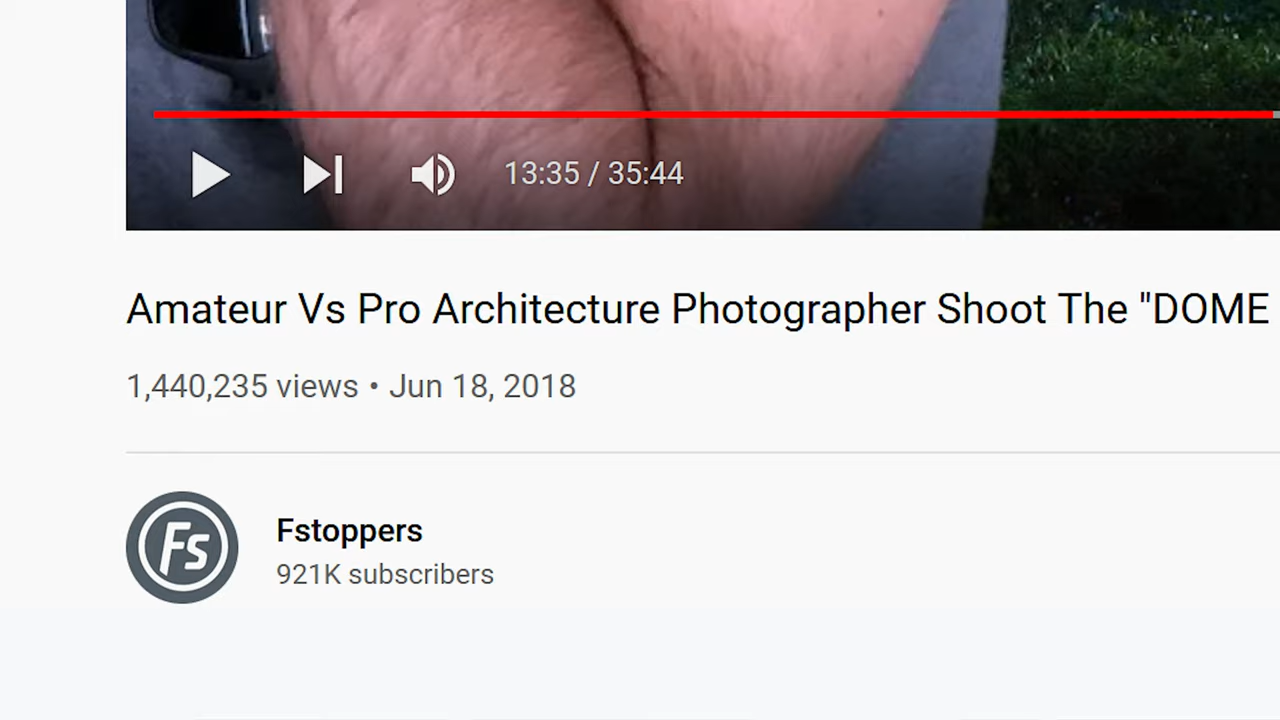 13:35 / 35:44
Amateur Vs Pro Architecture Photographer Shoot The "DOME
1,440,235 views • Jun 18, 2018
Fs
Fstoppers
921K subscribers